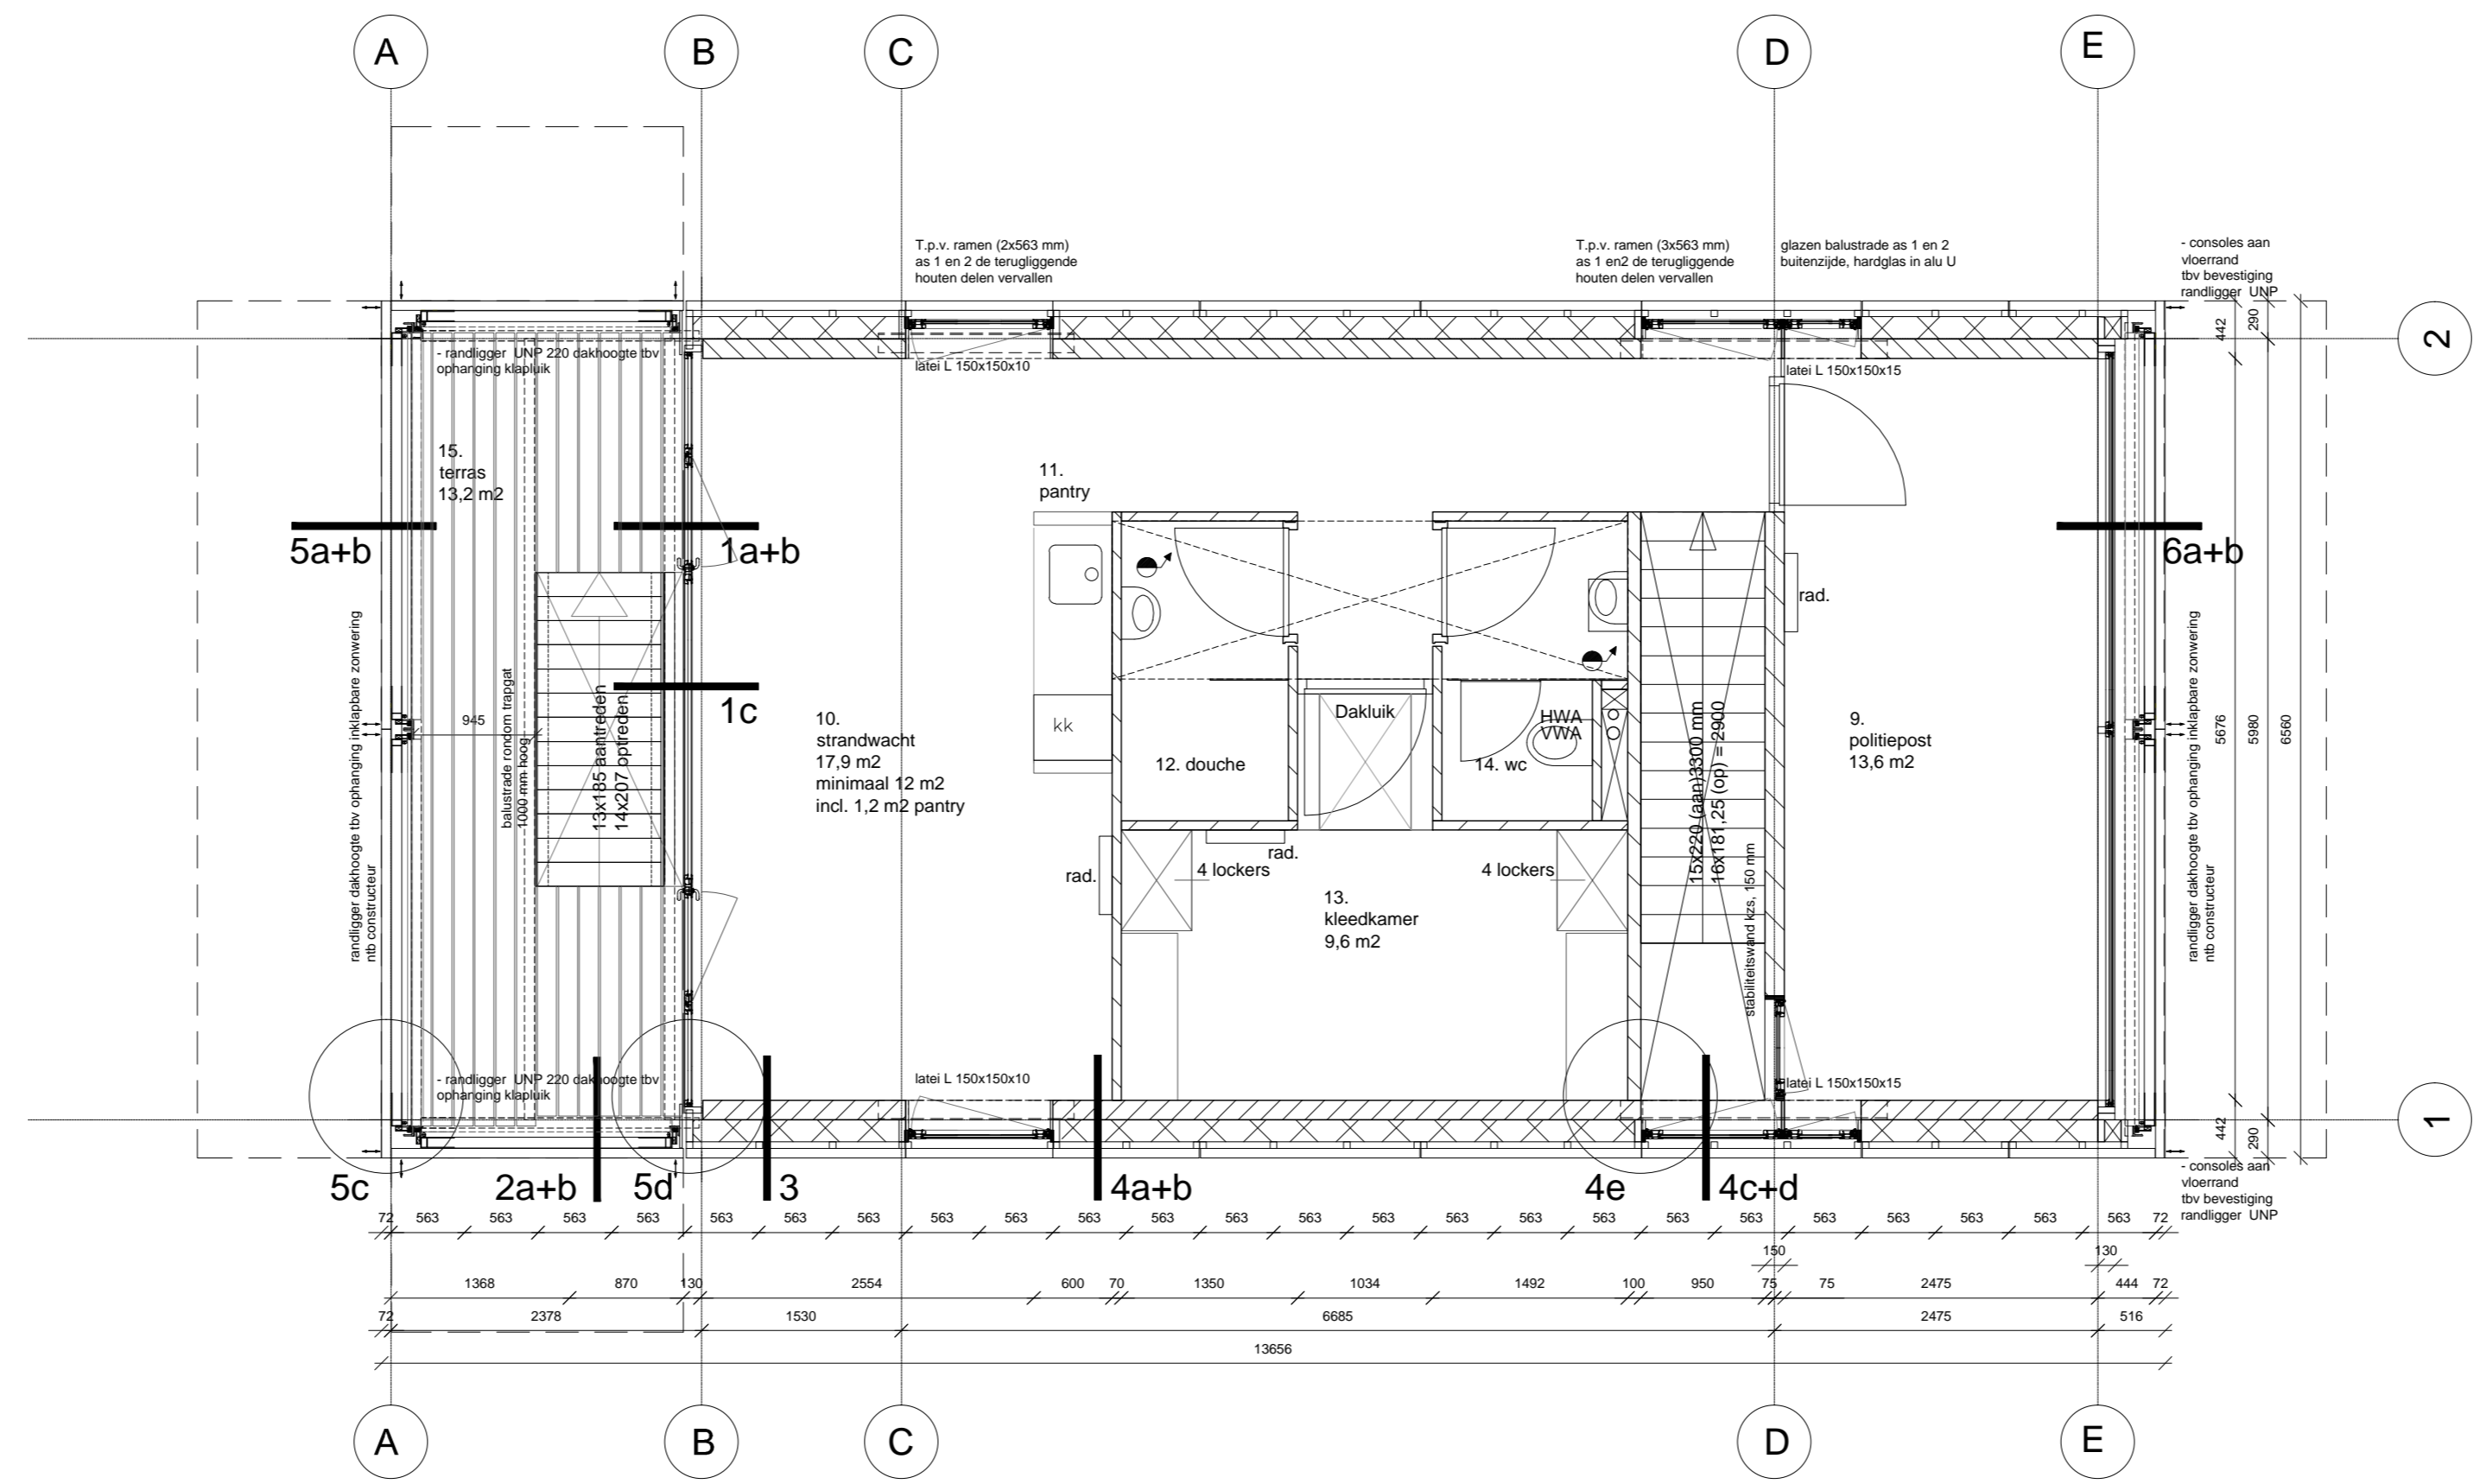 A
B
C
D
E
T.p.v. ramen (2x563 mm)
as 1 en 2 de terugliggende
houten delen vervallen
T.p.v. ramen (3x563 mm)
as 1 en2 de terugliggende
houten delen vervallen
glazen balustrade as 1 en 2
buitenzijde, hardglas in alu U
- consoles aan
vloerrand
tbv bevestiging
randligger UNP
442
290
2
- randligger UNP 220 dakhoogte tbv
ophanging klapluik
latei L 150x150x10
latei L 150x150x15
15.
terras
13,2 m2
11.
pantry
5a+b
1a+b
6a+b
rad.
randligger dakhoogte tbv ophanging inklapbare zonwering
ntb constructeur
945
balustrade rondom trapgat
1000 mm hoog
13x185 aantreden
14x207 optreden
1c
10.
strandwacht
17,9 m2
minimaal 12 m2
incl. 1,2 m2 pantry
kk
12. douche
Dakluik
HWA
VWA
14. wc
15x220 (aan)3300 mm
16x181,25 (op) = 2900
stabiliteitswand kzs, 150 mm
9.
politiepost
13,6 m2
randligger dakhoogte tbv ophanging inklapbare zonwering
ntb constructeur
5676
5980
6560
rad.
rad.
4 lockers
4 lockers
13.
kleedkamer
9,6 m2
- randligger UNP 220 dakhoogte tbv
ophanging klapluik
latei L 150x150x10
latei L 150x150x15
1
442
290
- consoles aan
vloerrand
tbv bevestiging
randligger UNP
5c
2a+b
5d
3
4a+b
4e
4c+d
72 563 563 563 563 563 563 563 563 563 563 563 563 563 563 563 563 563 563 563 563 563 563 563 563 72
150 130
1368 870 130 2554 600 70 1350 1034 1492 100 950 75 75 2475 444 72
72 2378 1530 6685 2475 516
13656
A
B
C
D
E